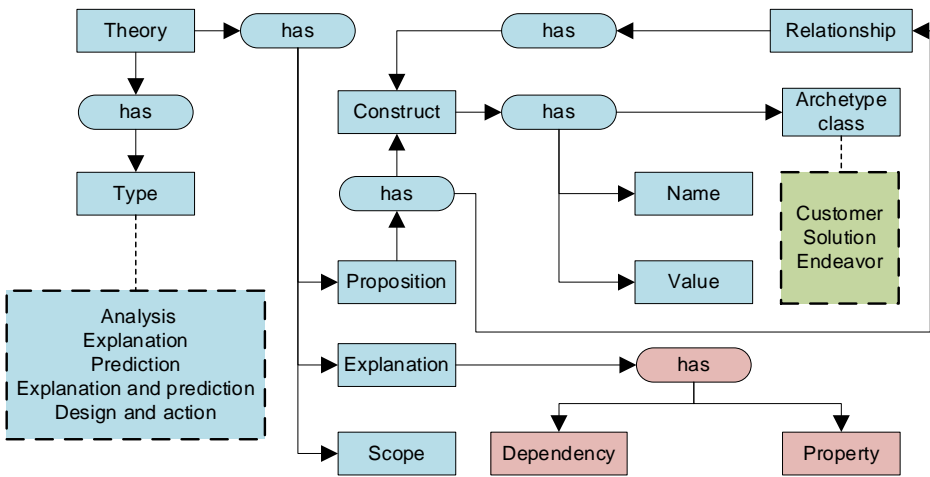 Theory
has
has
Relationship
has
Construct
has
Archetype
class
Type
has
Name
Customer
Solution
Endeavor
Proposition
Value
Analysis
Explanation
Prediction
Explanation and prediction
Design and action
Explanation
has
Scope
Dependency
Property